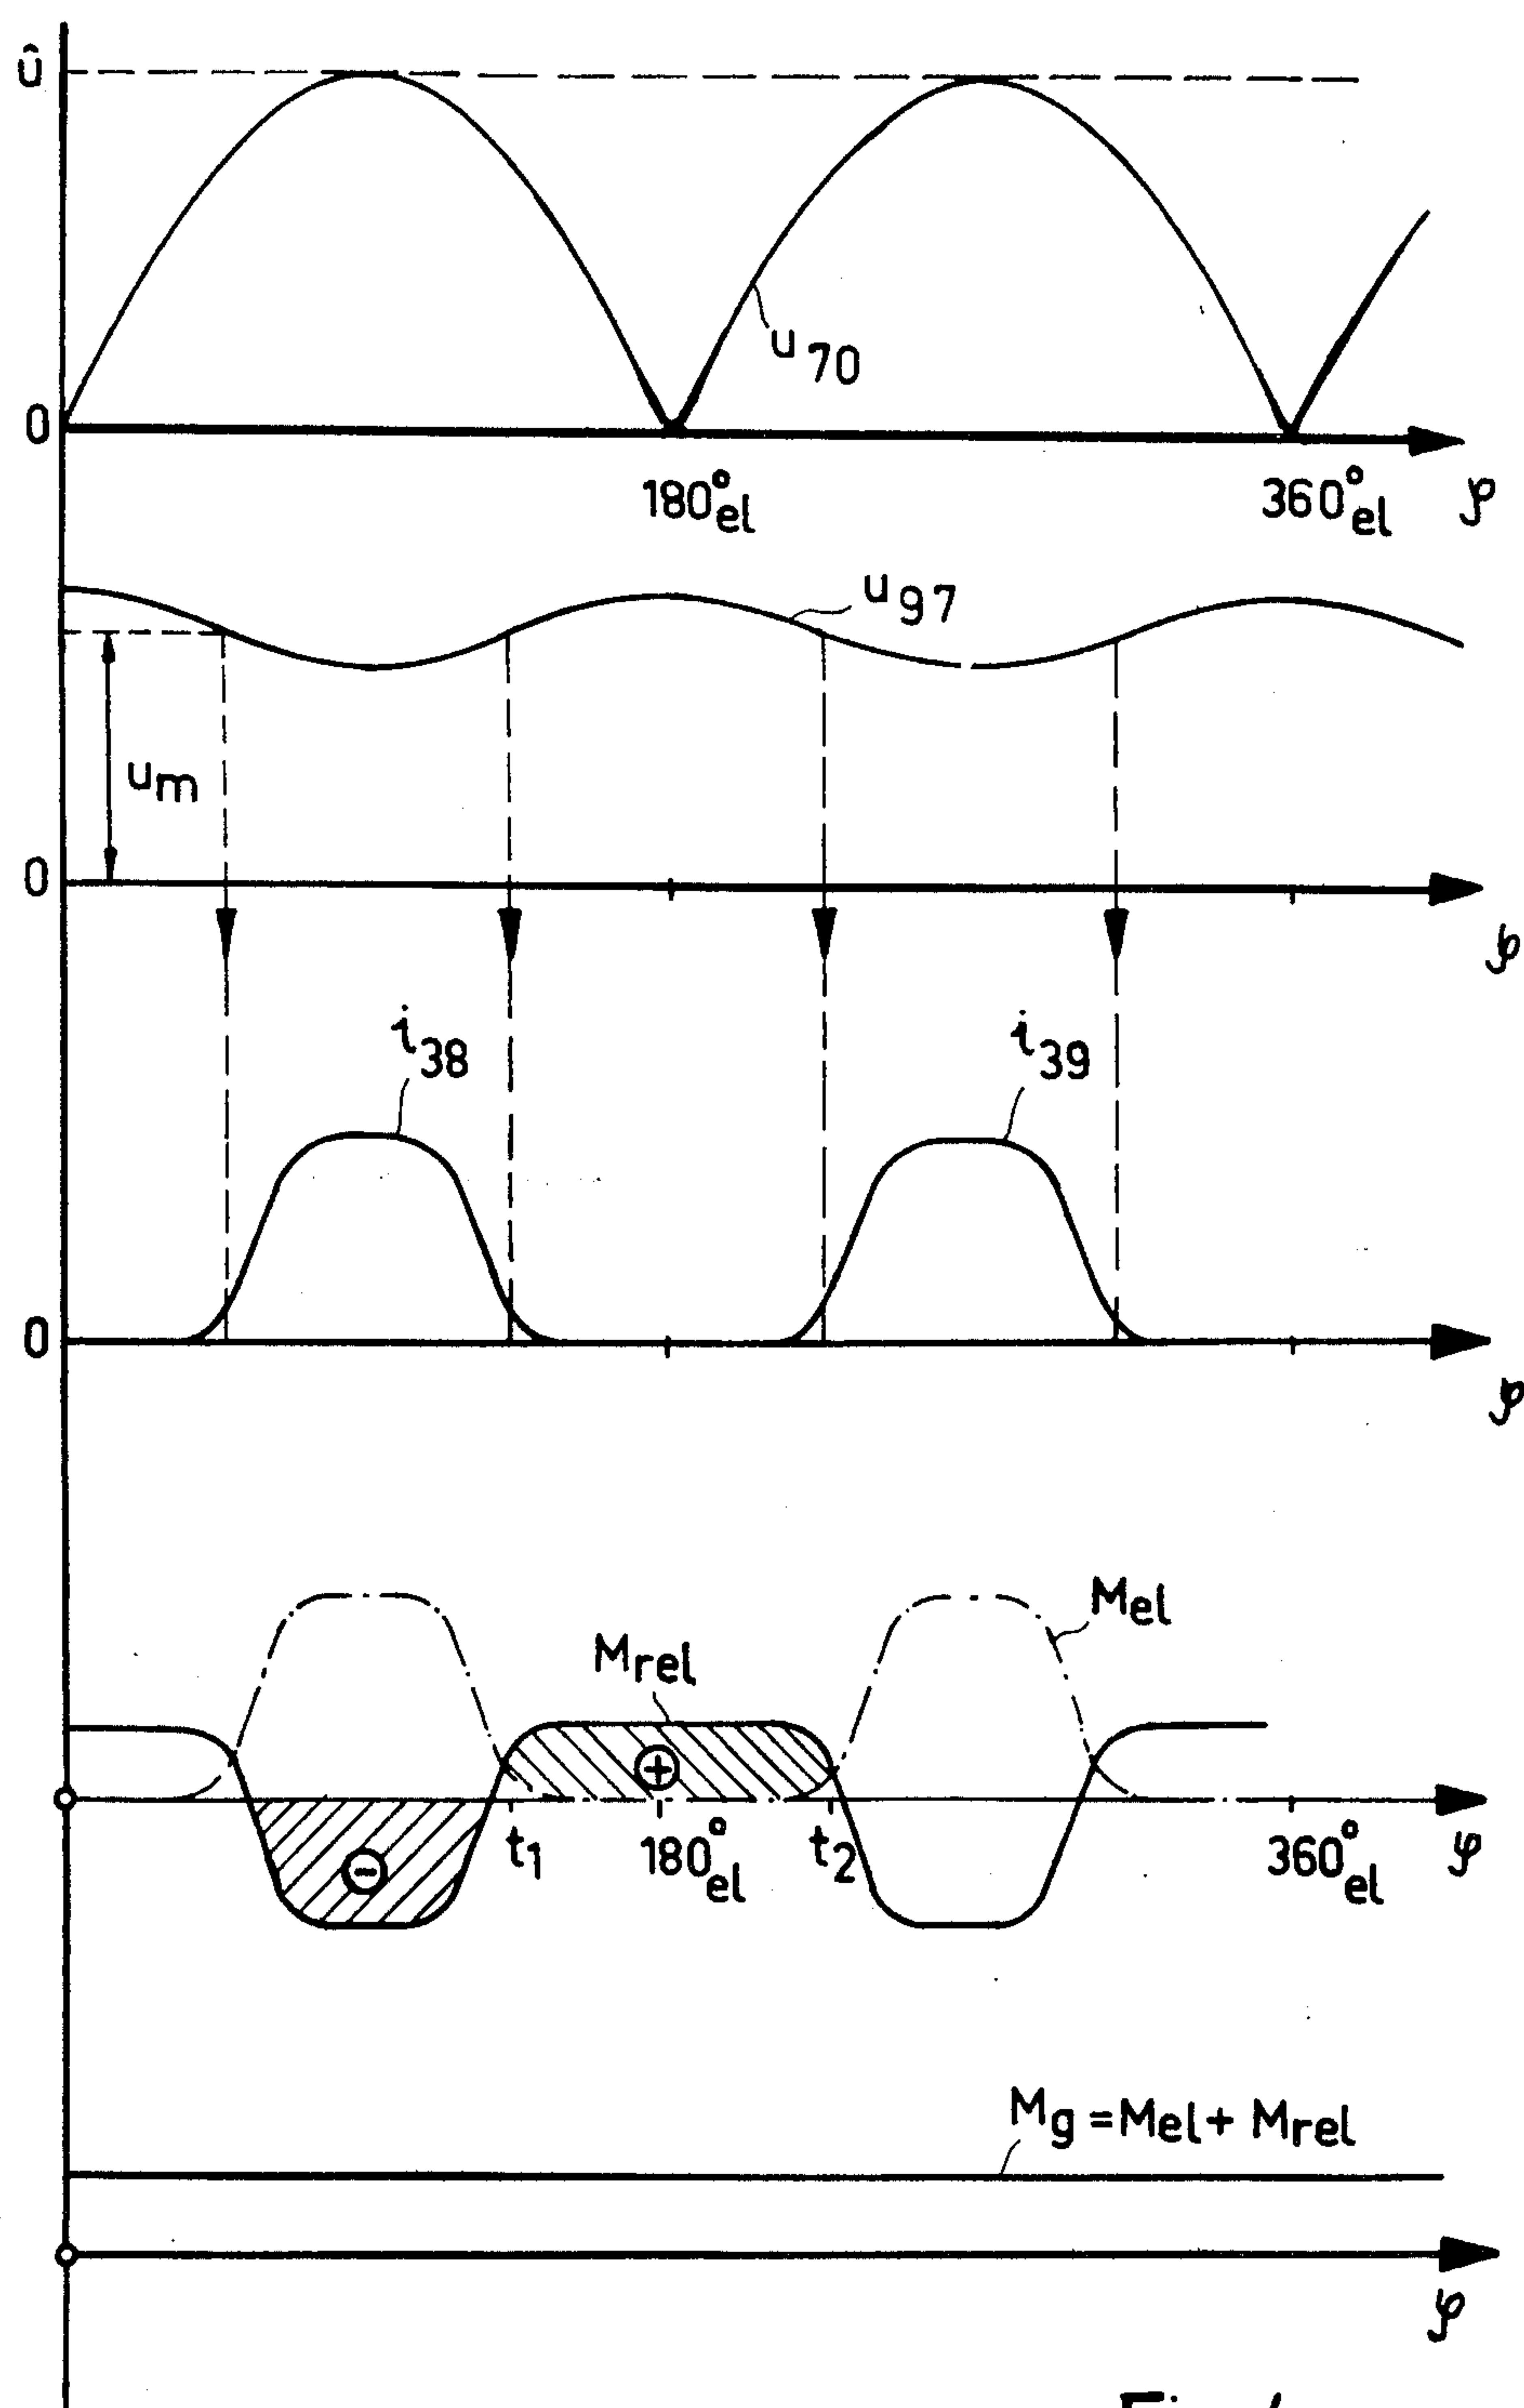 û
u70
0
180°el
360°el
φ
u97
um
0
φ
i38
i39
0
φ
Mel
Mrel
+
−
t1
180°el
t2
360°el
φ
Mg = Mel + Mrel
φ